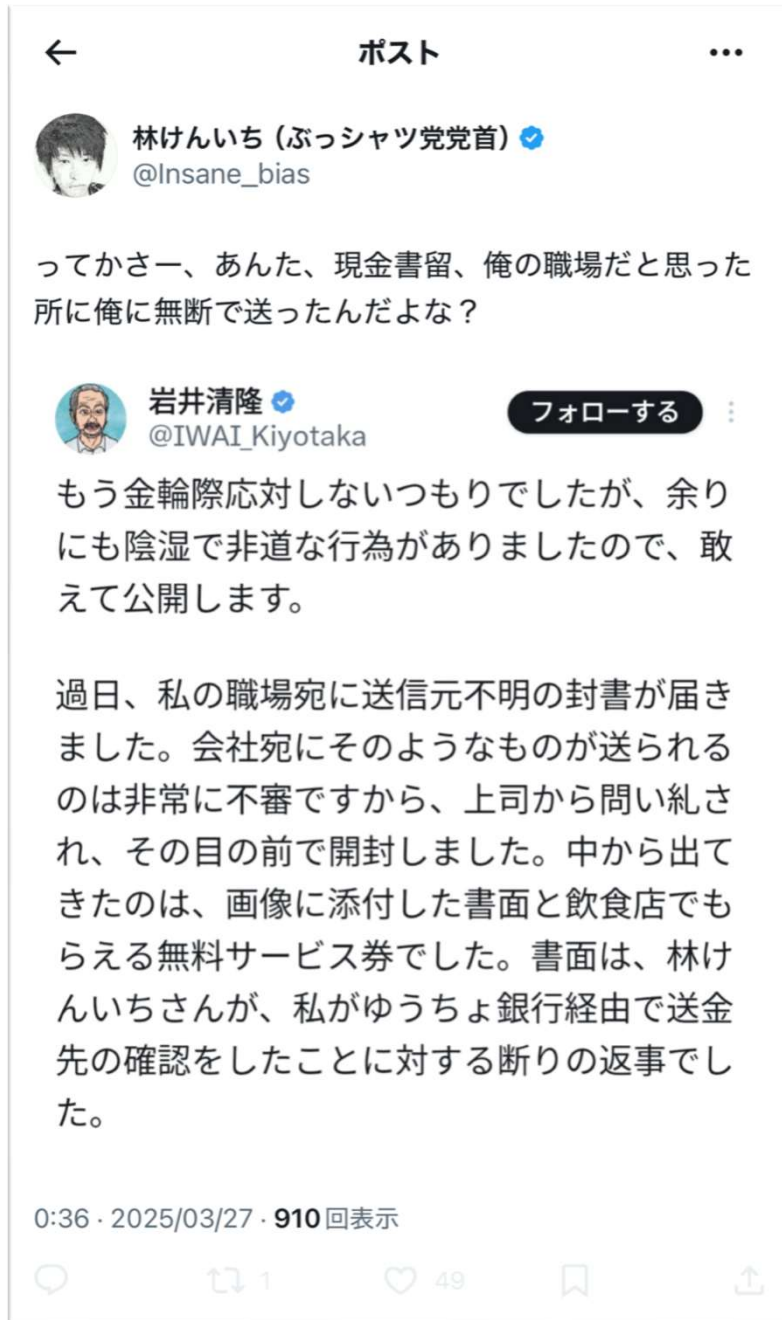 ポスト
林けんいち (ぶっシャツ党党首)
@Insane_bias
ってかさー、あんた、現金書留、俺の職場だと思った
所に俺に無断で送ったんだよな？
岩井清隆
フォローする
@IWAI_Kiyotaka
もう金輪際応対しないつもりでしたが、余り
にも陰湿で非道な行為がありましたので、敢
えて公開します。
過日、私の職場宛に送信元不明の封書が届き
ました。会社宛にそのようなものが送られる
のは非常に不審ですから、上司から問い糺さ
れ、その目の前で開封しました。中から出て
きたのは、画像に添付した書面と飲食店でも
らえる無料サービス券でした。書面は、林け
んいちさんが、私がゆうちょ銀行経由で送金
先の確認をしたことに対する断りの返事でし
た。
0:36 · 2025/03/27 · 910 回表示
1 49